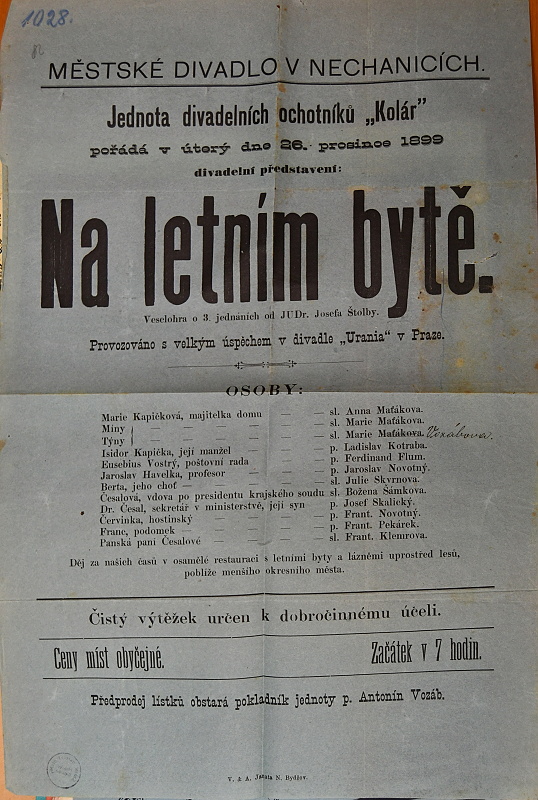 1028.
MĚSTSKÉ DIVADLO V NECHANICÍCH.
Jednota divadelních ochotníků „Kolár”
pořádá v úterý dne 26. prosince 1899
divadelní představení:
Na letním bytě.
Veselohra o 3. jednáních od JUDr. Josefa Štolby.
Provozováno s velkým úspěchem v divadle „Urania” v Praze.
OSOBY:
Marie Kapičková, majitelka domu — — sl. Anna Maťákova.
Míny — — — — — sl. Marie Maťákova.
Týny — — — — — sl. Marie Maťákova. Vozábova.
Isidor Kapička, její manžel — — — p. Ladislav Kotraba.
Eusebius Vostrý, poštovní rada — — p. Ferdinand Flum.
Jaroslav Havelka, profesor — — — p. Jaroslav Novotný.
Berta, jeho choť — — — — — sl. Julie Skvrnova.
Česalová, vdova po presidentu krajského soudu sl. Božena Šámkova.
Dr. Česal, sekretář v ministerstvě, její syn p. Josef Skalický.
Červinka, hostinský — — — — p. Frant. Novotný.
Franc, podomek — — — — — p. Frant. Pekárek.
Panská paní Česalové — — — — sl. Frant. Klemrova.
Děj za našich časů v osamělé restauraci s letními byty a lázněmi uprostřed lesů,
poblíže menšího okresního města.
Čistý výtěžek určen k dobročinnému účeli.
Ceny míst obyčejné. Začátek v 7 hodin.
Předprodej lístků obstará pokladník jednoty p. Antonín Vozáb.
V. & A. Janata N. Bydžov.